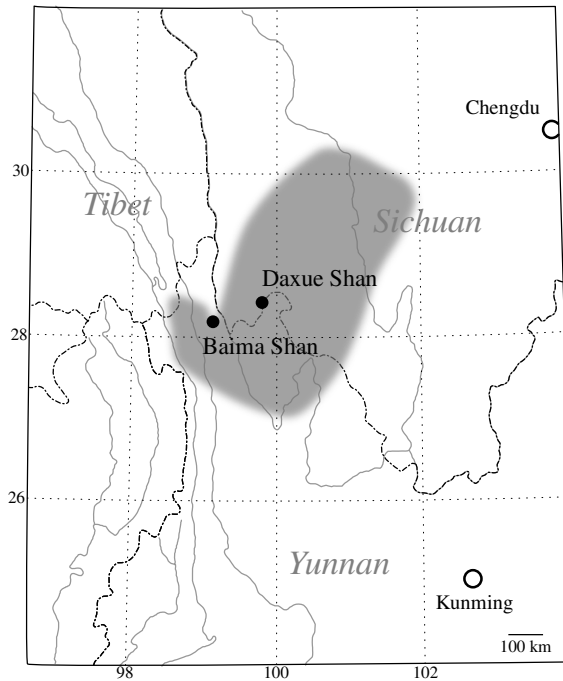 Chengdu
30
Tibet
Sichuan
Daxue Shan
28
Baima Shan
26
Yunnan
Kunming
100 km
98
100
102